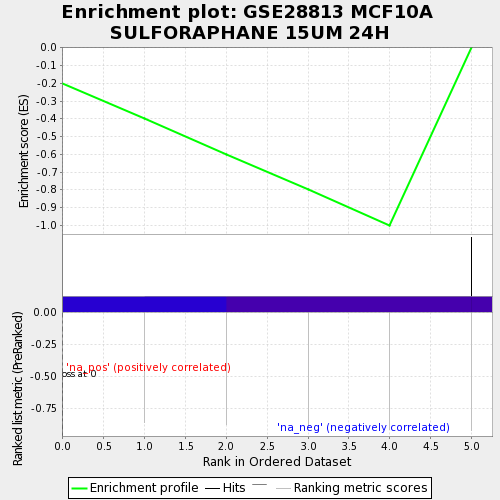 Enrichment plot: GSE28813 MCF10A
SULFORAPHANE 15UM 24H
Enrichment score (ES)
0.0
-0.1
-0.2
-0.3
-0.4
-0.5
-0.6
-0.7
-0.8
-0.9
-1.0
Ranked list metric (PreRanked)
0.00
-0.25
-0.50
-0.75
'na_pos' (positively correlated)
oss at 0
'na_neg' (negatively correlated)
0.0 0.5 1.0 1.5 2.0 2.5 3.0 3.5 4.0 4.5 5.0
Rank in Ordered Dataset
Enrichment profile Hits Ranking metric scores